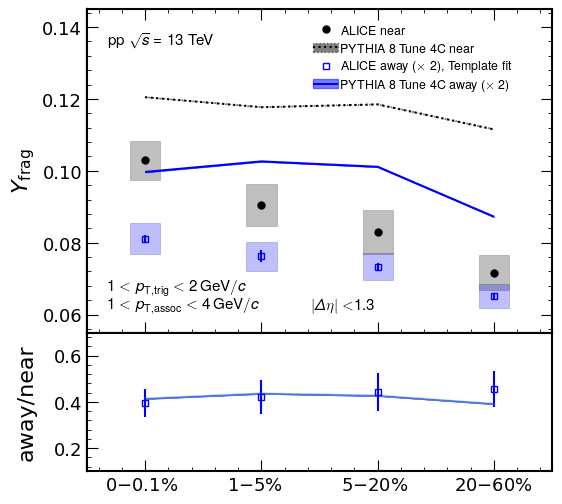 0.14
0.12
0.10
0.08
0.06
Y_frag
pp √s = 13 TeV
ALICE near
PYTHIA 8 Tune 4C near
ALICE away (× 2), Template fit
PYTHIA 8 Tune 4C away (× 2)
1 < p_T,trig < 2 GeV/c
1 < p_T,assoc < 4 GeV/c
|Δη| <1.3
0.6
0.4
0.2
away/near
0−0.1%
1−5%
5−20%
20−60%